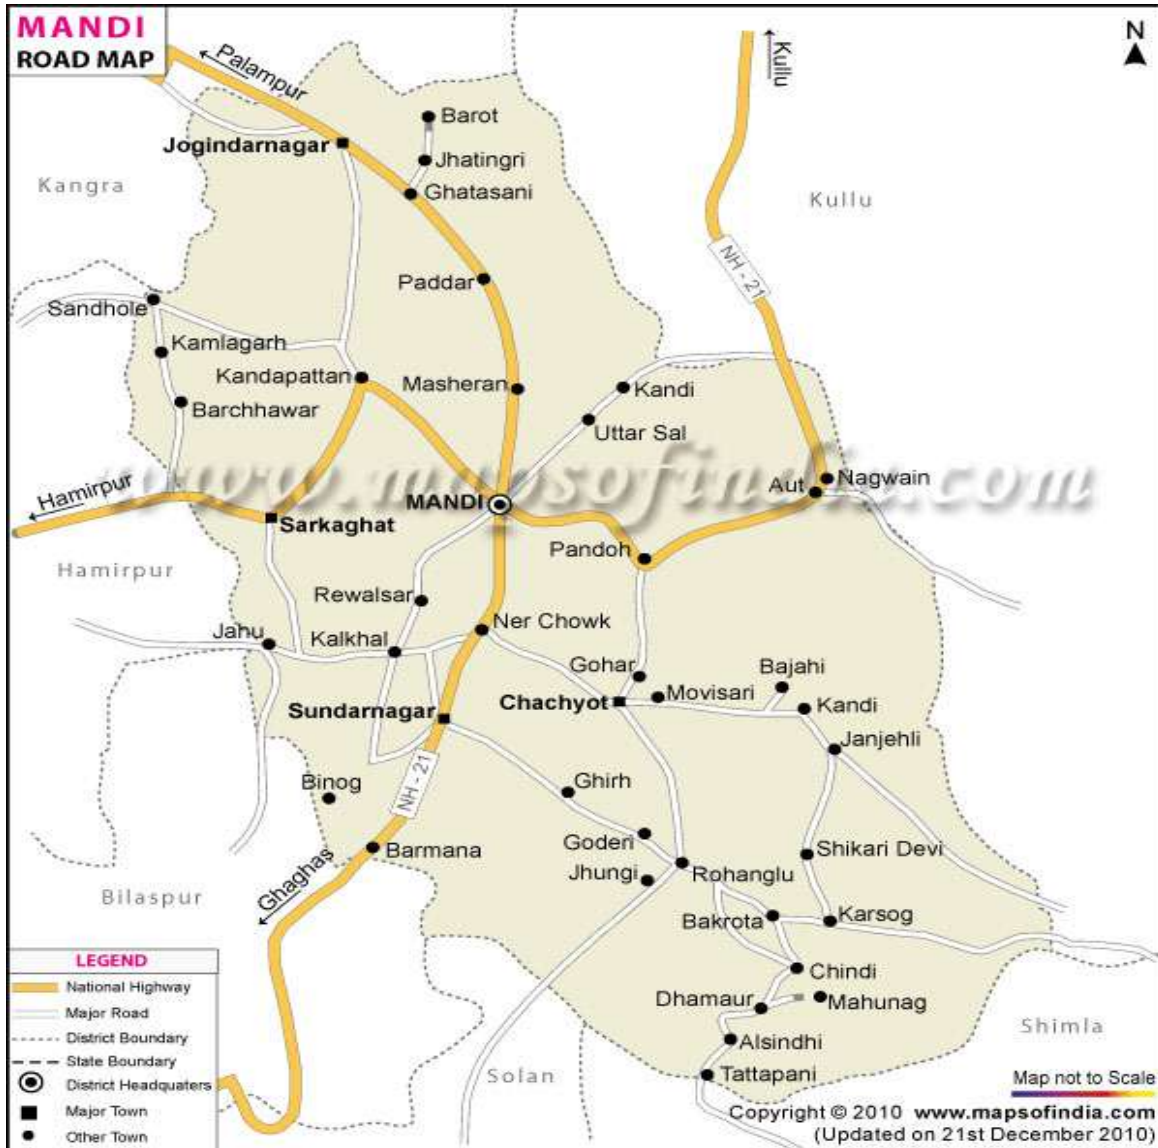 MANDI
ROAD MAP
N
Palampur
Kullu
Barot
Jogindarnagar
Jhatingri
Kangra
Ghatasani
Kullu
NH - 21
Paddar
Sandhole
Kamlagarh
Kandapattan
Masheran
Kandi
Barchhawar
Uttar Sal
www.mapsofindia.com
Hamirpur
MANDI
Aut
Nagwain
Sarkaghat
Pandoh
Hamirpur
Rewalsar
Ner Chowk
Jahu
Kalkhal
Gohar
Bajahi
Movisari
Chachyot
Kandi
Sundarnagar
Janjehli
NH - 21
Binog
Ghirh
Goderi
Barmana
Shikari Devi
Jhungi
Rohanglu
Ghaghas
Bilaspur
Bakrota
Karsog
Chindi
Dhamaur
Mahunag
Shimla
Alsindhi
Solan
Tattapani
LEGEND
National Highway
Major Road
District Boundary
State Boundary
District Headquaters
Major Town
Other Town
Map not to Scale
Copyright © 2010 www.mapsofindia.com
(Updated on 21st December 2010)